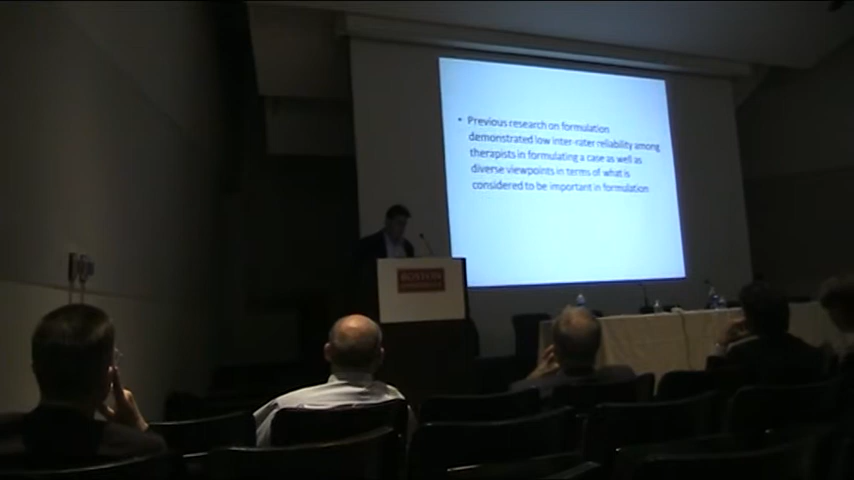 • Previous research on formulation
demonstrated low inter-rater reliability among
therapists in formulating a case as well as
diverse viewpoints in terms of what is
considered to be important in formulation
BOSTON